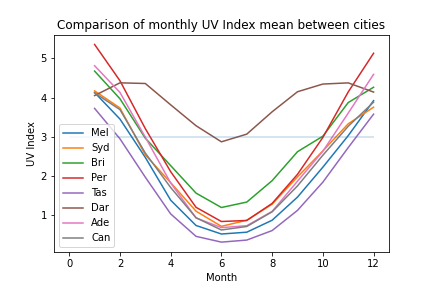 Comparison of monthly UV Index mean between cities
UV Index
5
4
3
2
1
Mel
Syd
Bri
Per
Tas
Dar
Ade
Can
0 2 4 6 8 10 12
Month